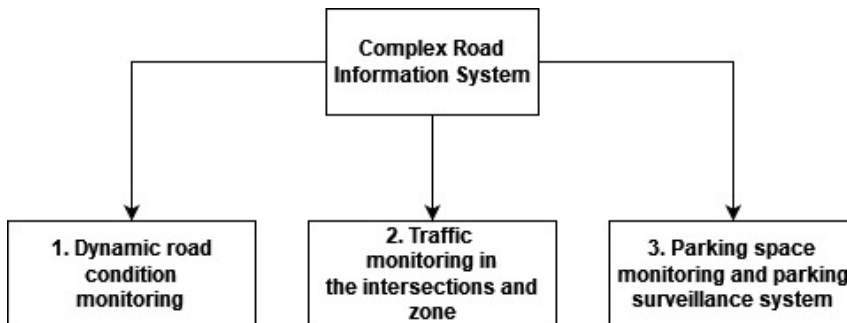 Complex Road
Information System
1. Dynamic road
condition
monitoring
2. Traffic
monitoring in
the intersections and
zone
3. Parking space
monitoring and parking
surveillance system